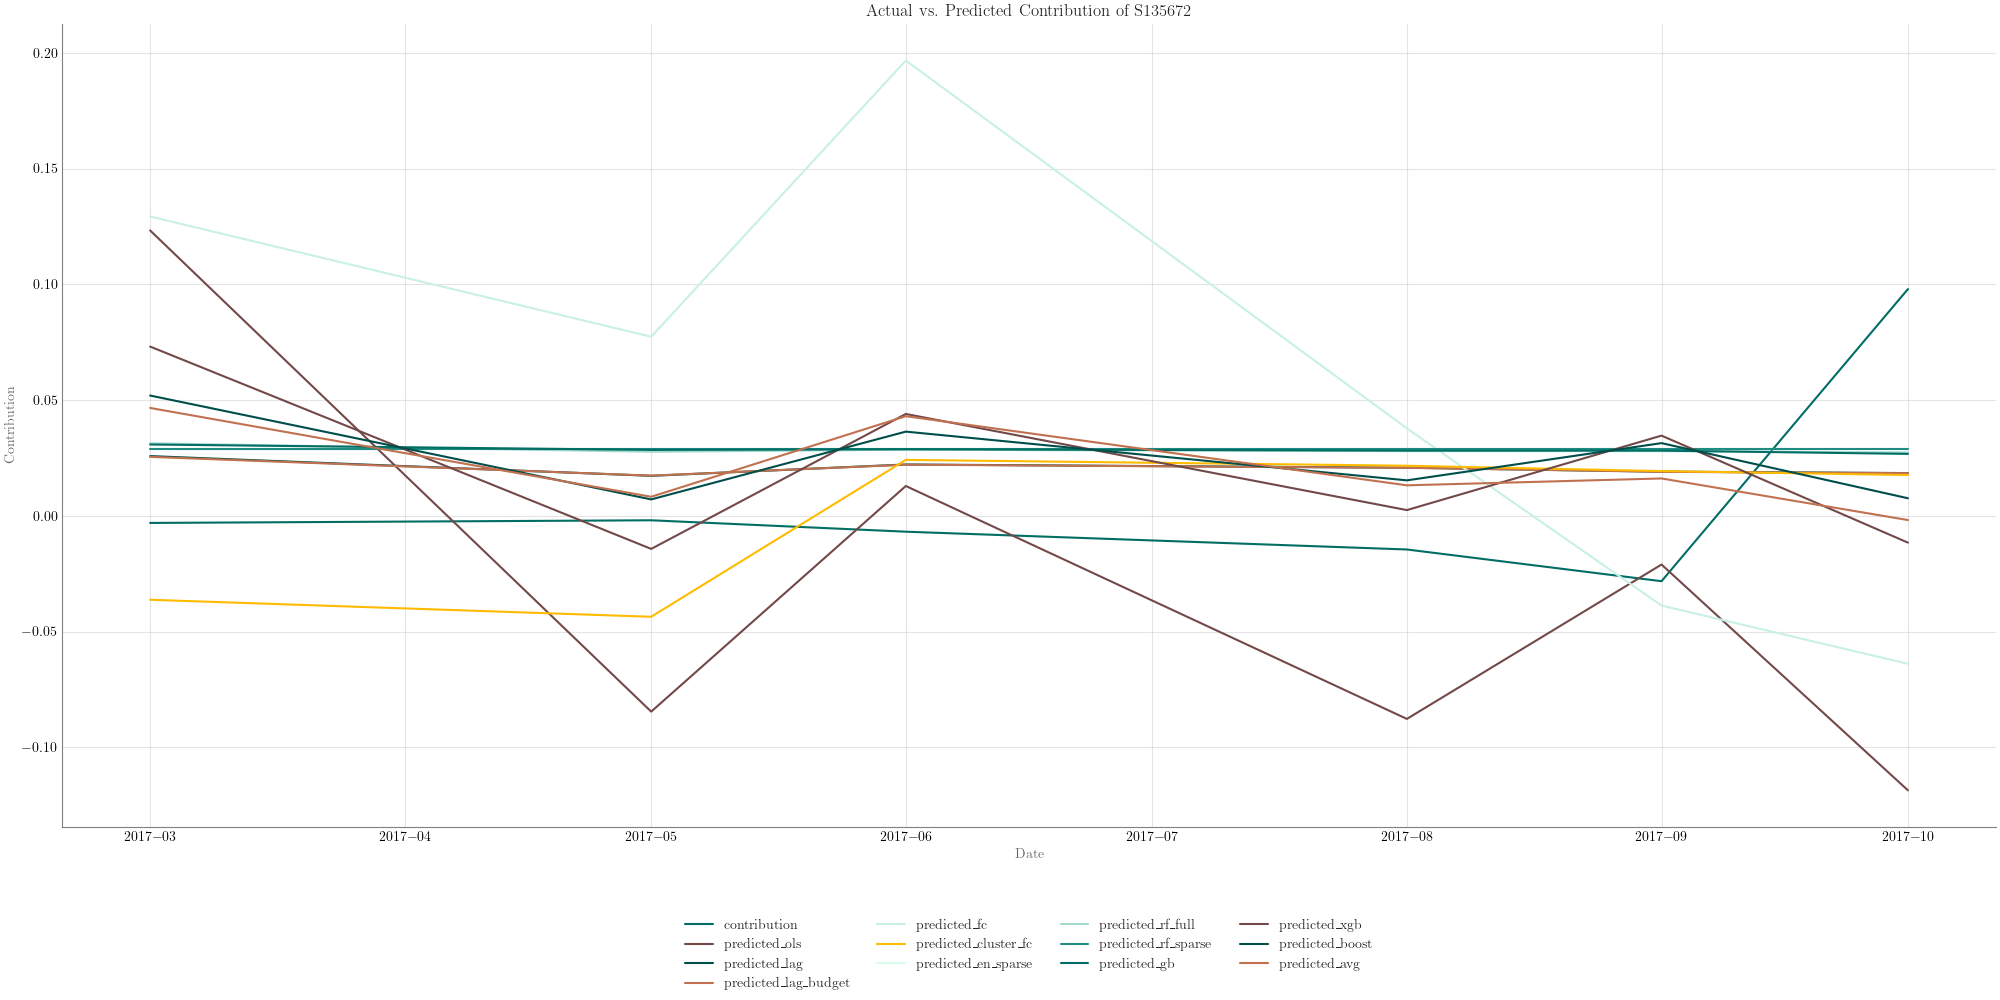 Actual vs. Predicted Contribution of S135672
Contribution
0.20
0.15
0.10
0.05
0.00
−0.05
−0.10
2017−03 2017−04 2017−05 2017−06 2017−07 2017−08 2017−09 2017−10
Date
contribution predicted_fc predicted_rf_full predicted_xgb
predicted_ols predicted_cluster_fc predicted_rf_sparse predicted_boost
predicted_lag predicted_en_sparse predicted_gb predicted_avg
predicted_lag_budget